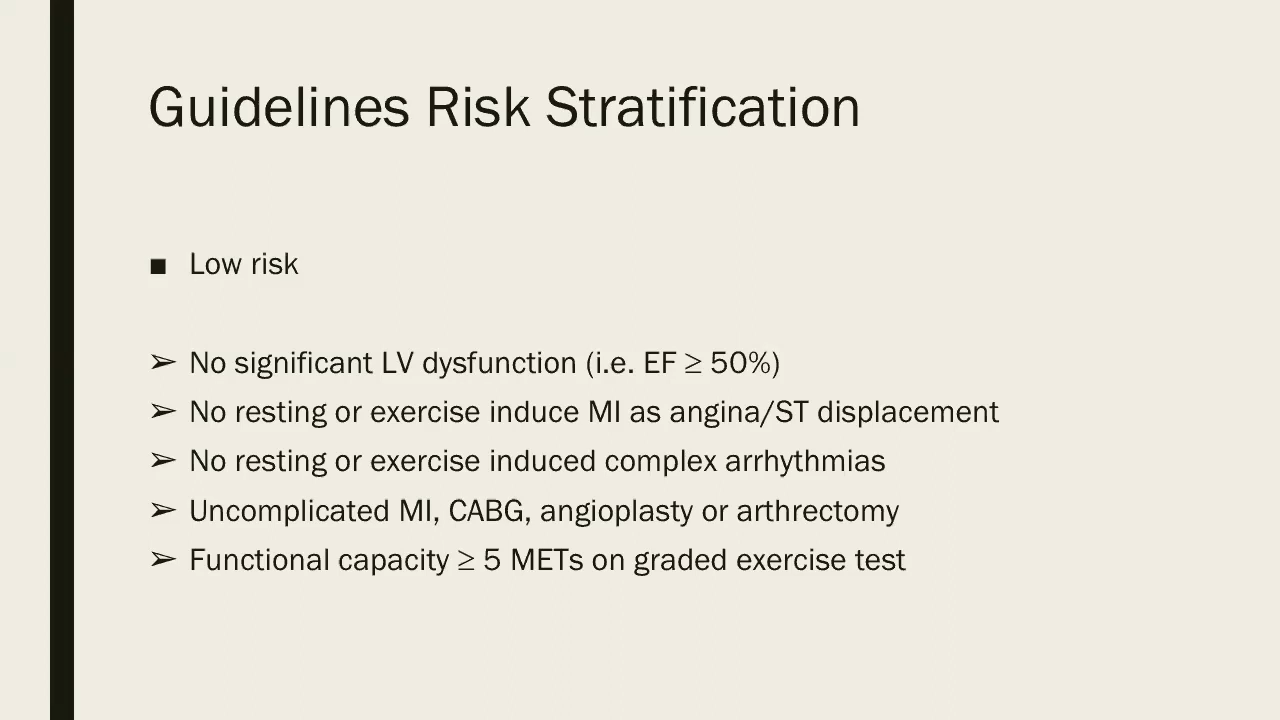 Guidelines Risk Stratification
■ Low risk
➢ No significant LV dysfunction (i.e. EF ≥ 50%)
➢ No resting or exercise induce MI as angina/ST displacement
➢ No resting or exercise induced complex arrhythmias
➢ Uncomplicated MI, CABG, angioplasty or arthrectomy
➢ Functional capacity ≥ 5 METs on graded exercise test